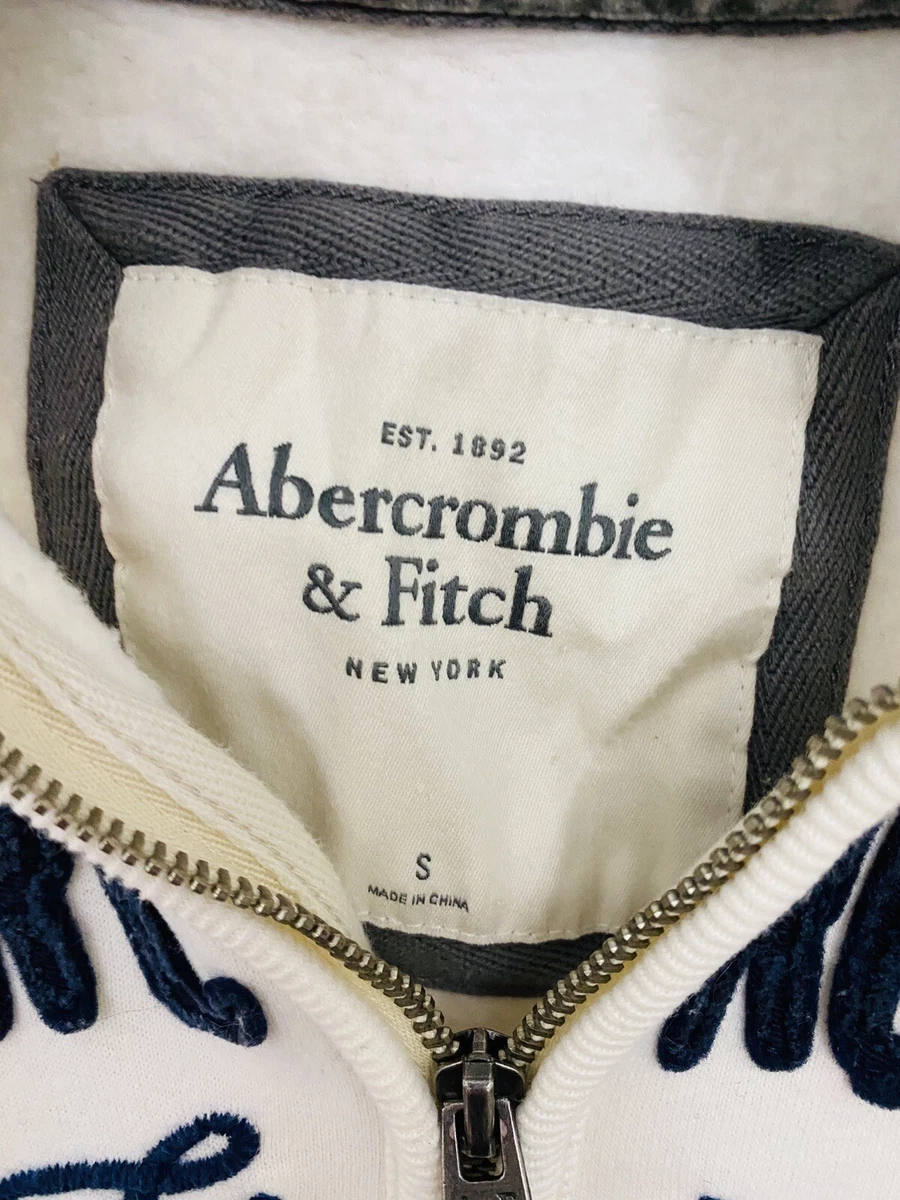 EST. 1892
Abercrombie
& Fitch
NEW YORK
S
MADE IN CHINA